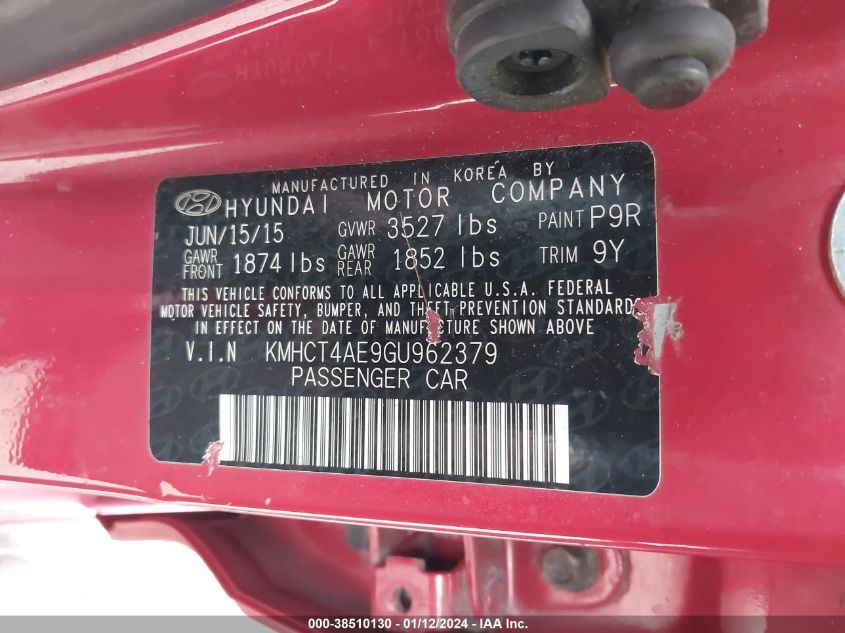 MANUFACTURED IN KOREA BY
HYUNDAI MOTOR COMPANY
JUN/15/15 GVWR 3527 lbs PAINT P9R
GAWR FRONT 1874 lbs GAWR REAR 1852 lbs TRIM 9Y
THIS VEHICLE CONFORMS TO ALL APPLICABLE U.S.A. FEDERAL
MOTOR VEHICLE SAFETY, BUMPER, AND THEFT PREVENTION STANDARDS
IN EFFECT ON THE DATE OF MANUFACTURE SHOWN ABOVE
V.I.N KMHCT4AE9GU962379
PASSENGER CAR
000-38510130 - 01/12/2024 - IAA Inc.